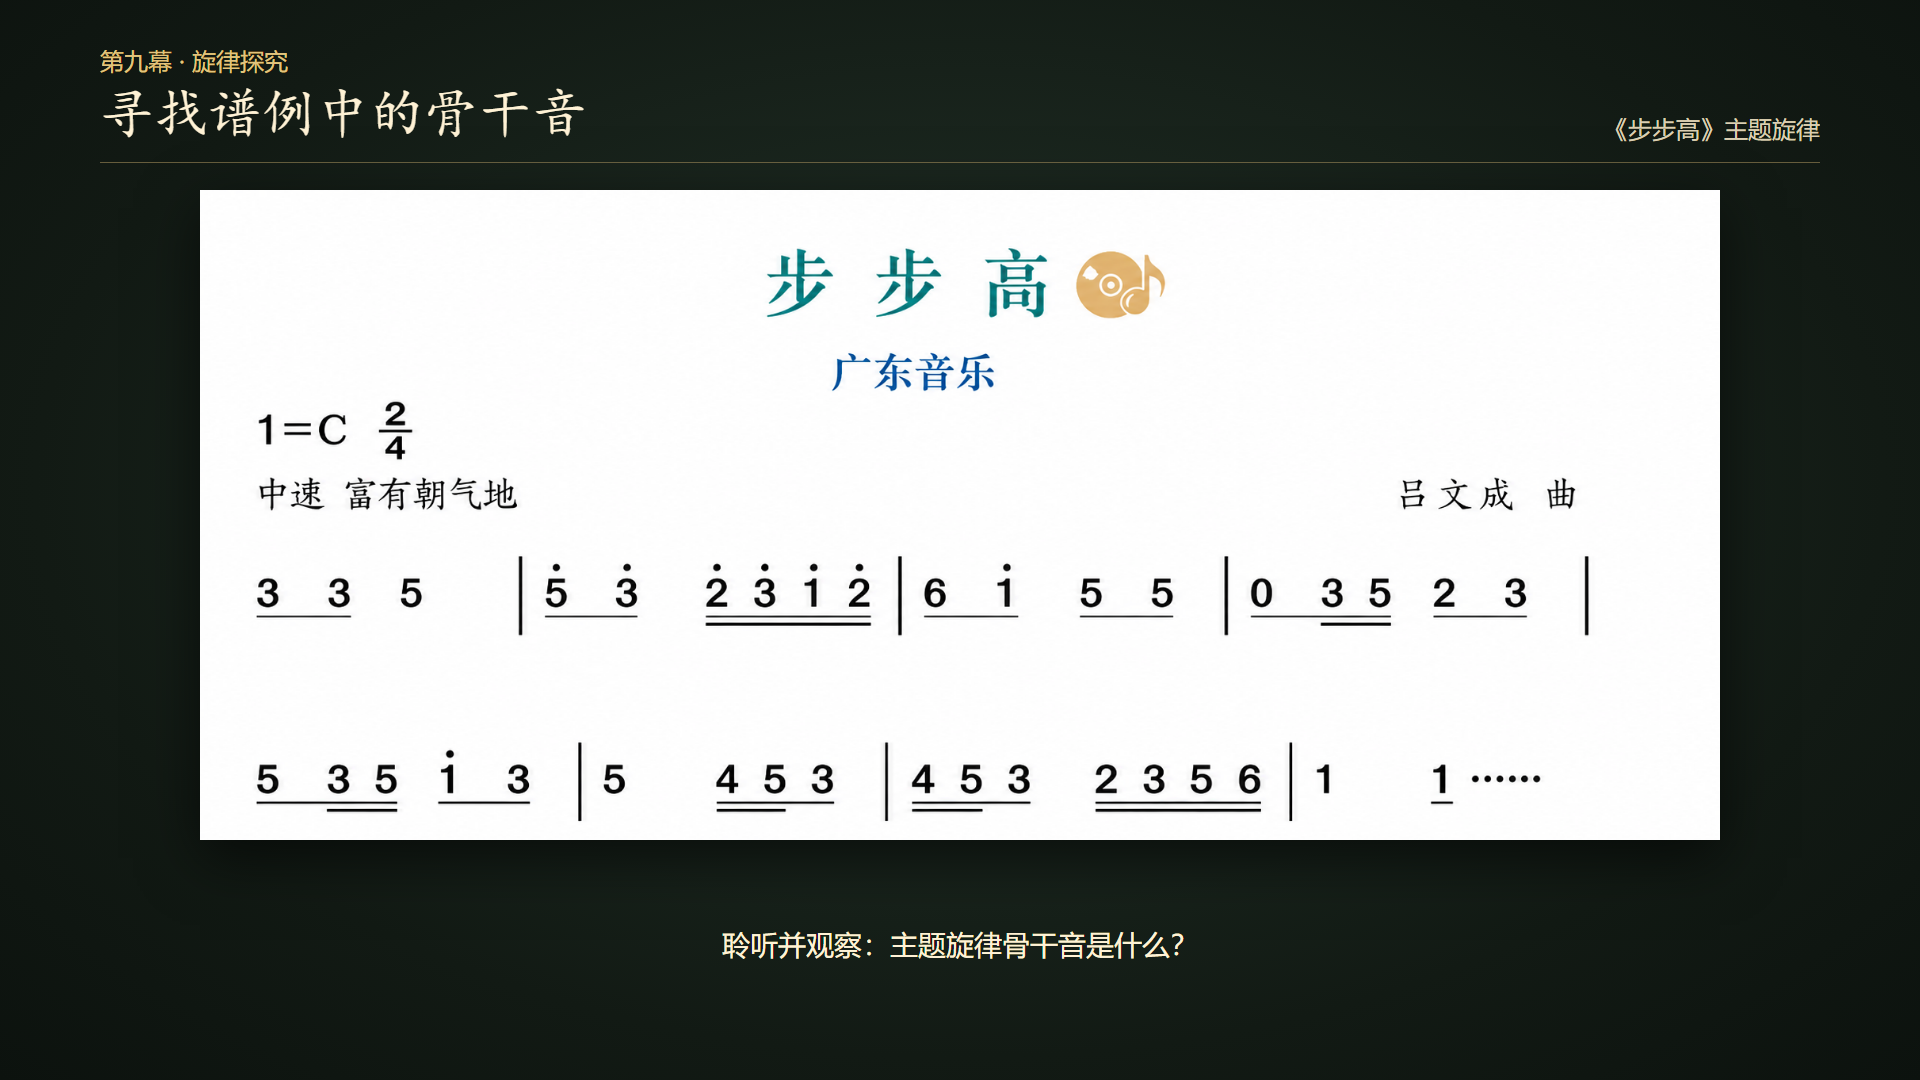 第九幕 · 旋律探究
寻找谱例中的骨干音
《步步高》主题旋律
步步高
广东音乐
1=C 2/4
中速 富有朝气地
吕文成 曲
3 3 5 | 5̇ 3̇ 2̇ 3̇ 1̇ 2̇ | 6 1̇ 5 5 | 0 3 5 2 3 |
5 3 5 1̇ 3 | 5 4 5 3 | 4 5 3 2 3 5 6 | 1 1 ······
聆听并观察：主题旋律骨干音是什么？